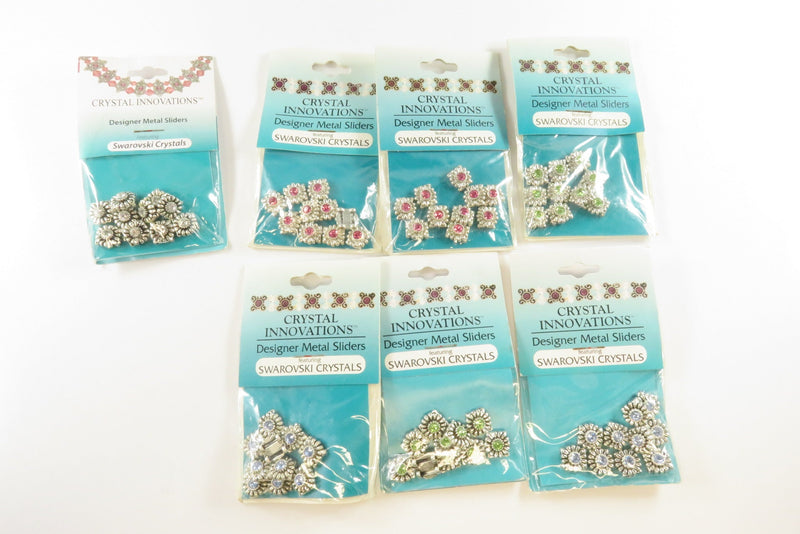 CRYSTAL INNOVATIONS™
Designer Metal Sliders
featuring
Swarovski Crystals
CRYSTAL
INNOVATIONS™
Designer Metal Sliders
featuring
SWAROVSKI CRYSTALS
CRYSTAL
INNOVATIONS™
Designer Metal Sliders
featuring
SWAROVSKI CRYSTALS
CRYSTAL
INNOVATIONS™
Designer Metal Sliders
featuring
SWAROVSKI CRYSTALS
CRYSTAL
INNOVATIONS™
Designer Metal Sliders
featuring
SWAROVSKI CRYSTALS
CRYSTAL
INNOVATIONS™
Designer Metal Sliders
featuring
SWAROVSKI CRYSTALS
CRYSTAL
INNOVATIONS™
Designer Metal Sliders
featuring
SWAROVSKI CRYSTALS